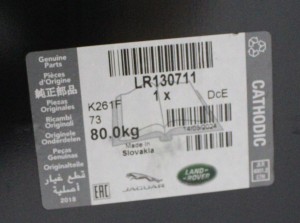 Genuine
Parts
Pièces
d'Origine
純正部品
Piezas
Originales
Ricambi
Originali
Originele
Onderdelen
Peças
Genuínas
Originalteile
قطع غيار
أصلية
2018
LR130711
1 x
DcE
K261F
73
80.0kg
Made in
Slovakia
JAGUAR
LAND-
ROVER
EAC
CATHODIC